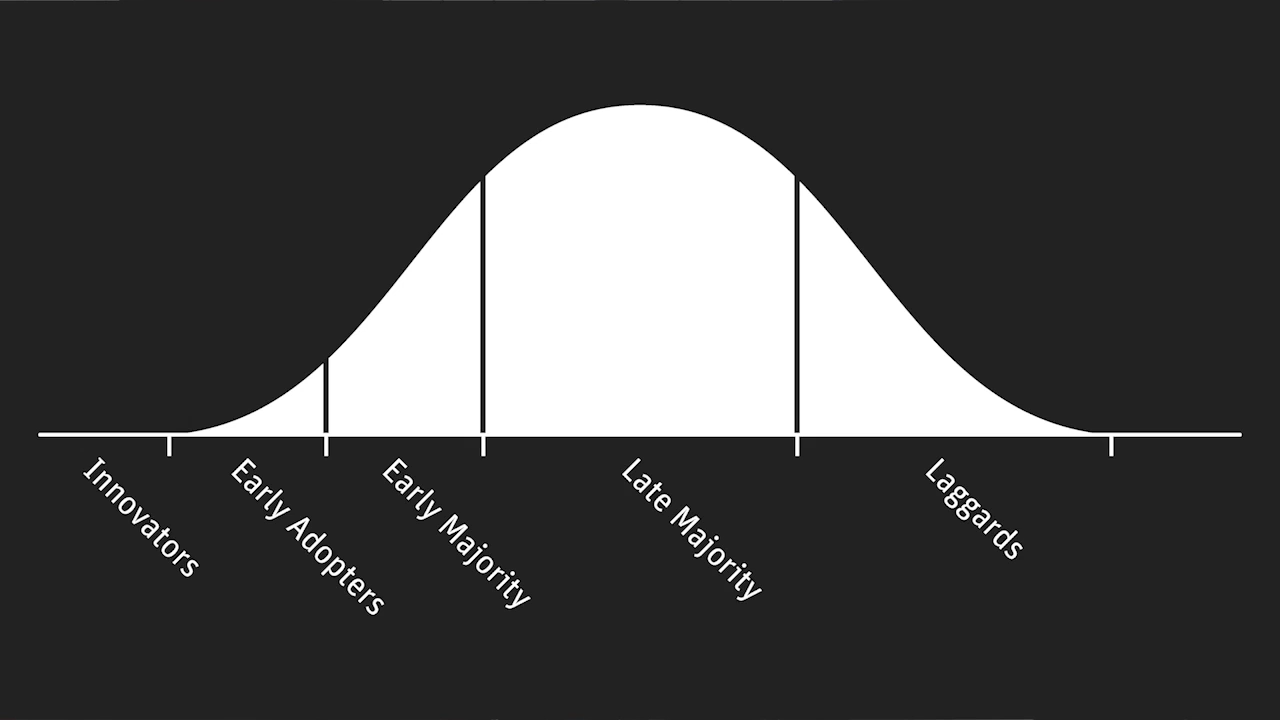 Innovators
Early Adopters
Early Majority
Late Majority
Laggards